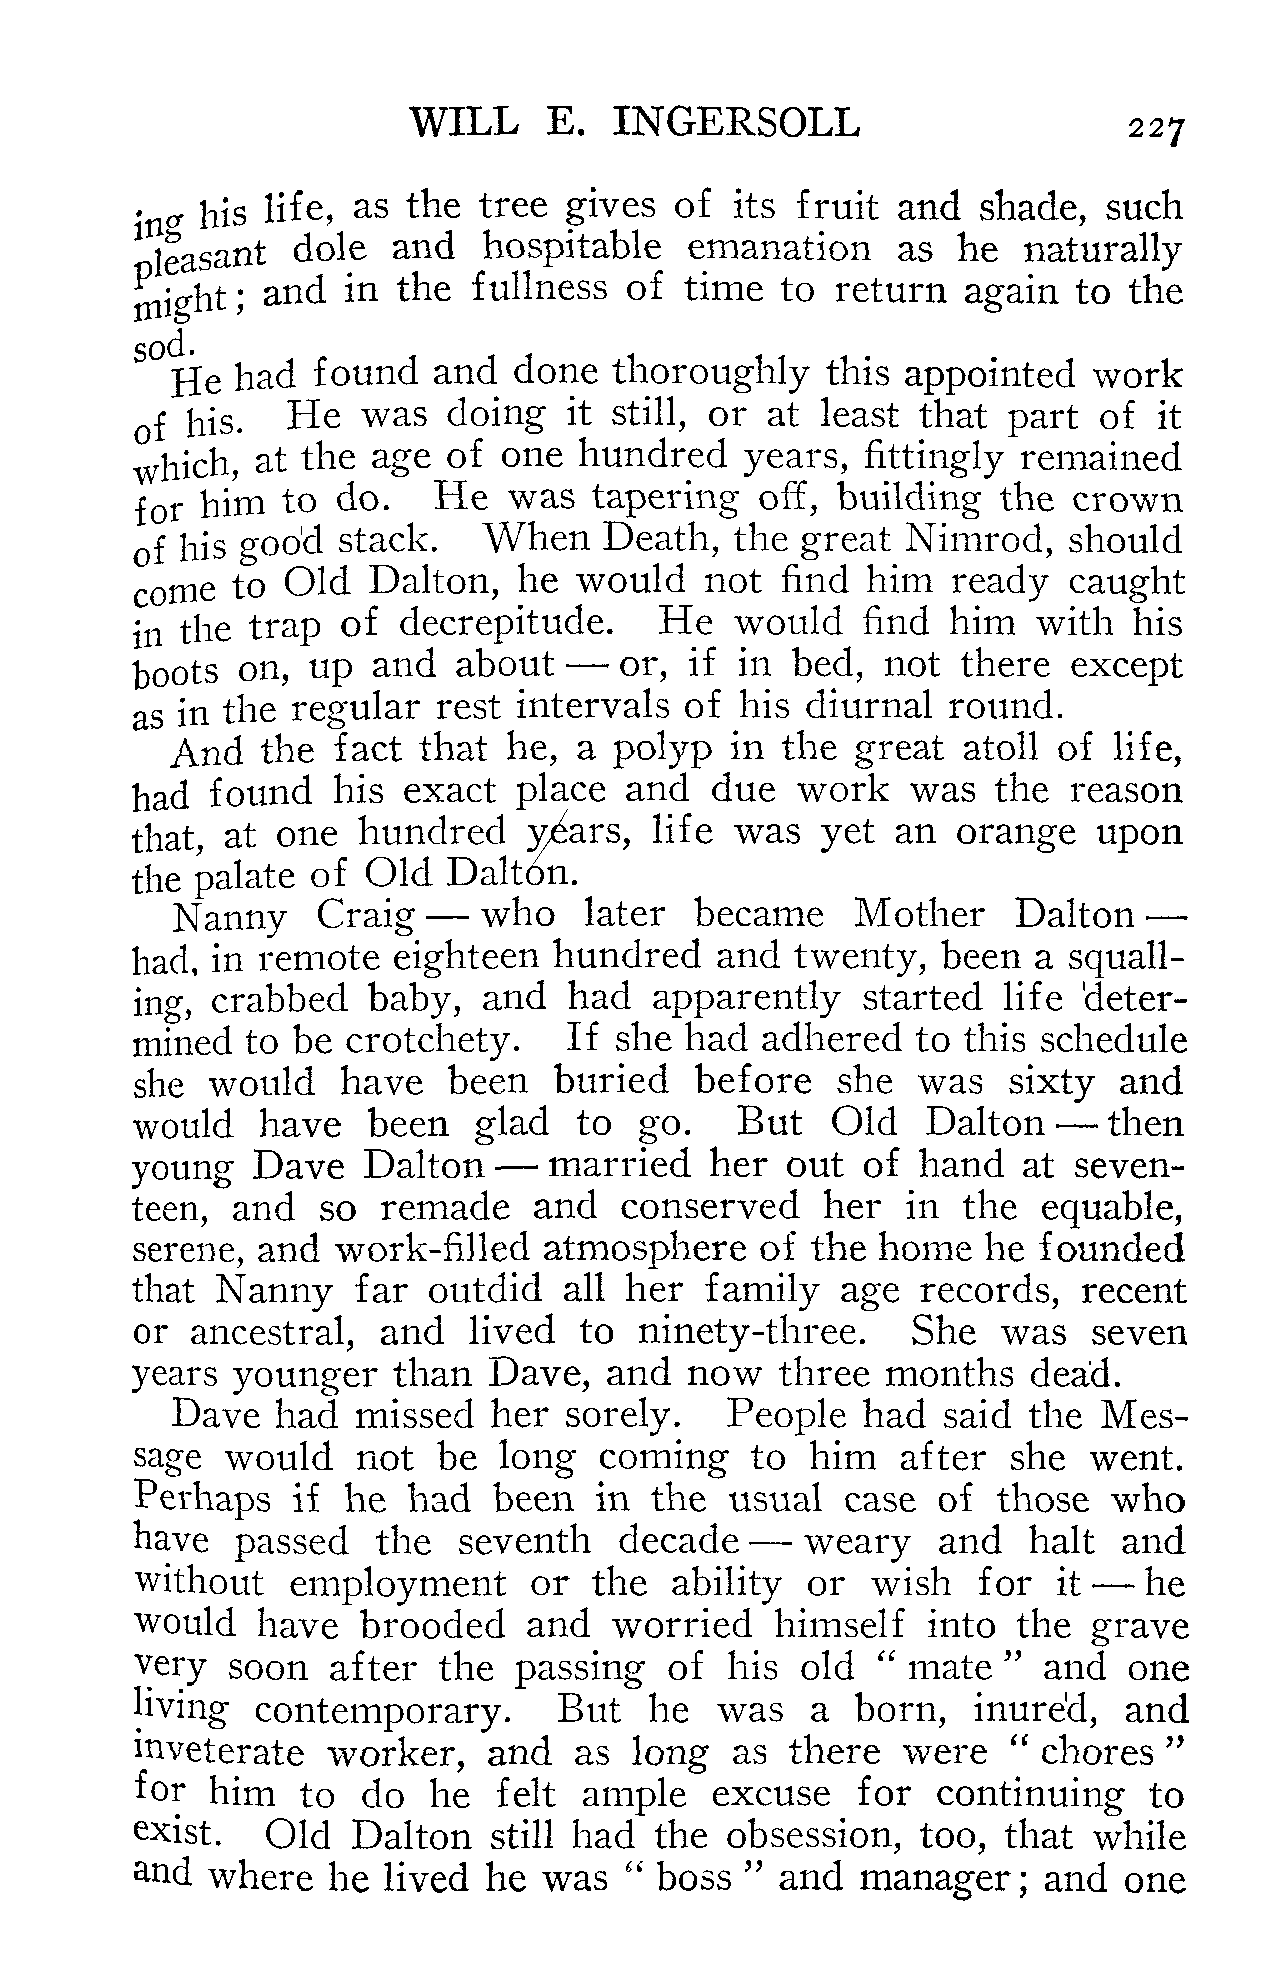 WILL E. INGERSOLL 227
ing his life, as the tree gives of its fruit and shade, such
pleasant dole and hospitable emanation as he naturally
might; and in the fullness of time to return again to the
sod.
He had found and done thoroughly this appointed work
of his. He was doing it still, or at least that part of it
which, at the age of one hundred years, fittingly remained
for him to do. He was tapering off, building the crown
of his good stack. When Death, the great Nimrod, should
come to Old Dalton, he would not find him ready caught
in the trap of decrepitude. He would find him with his
boots on, up and about — or, if in bed, not there except
as in the regular rest intervals of his diurnal round.
And the fact that he, a polyp in the great atoll of life,
had found his exact place and due work was the reason
that, at one hundred years, life was yet an orange upon
the palate of Old Dalton.
Nanny Craig — who later became Mother Dalton —
had, in remote eighteen hundred and twenty, been a squall-
ing, crabbed baby, and had apparently started life deter-
mined to be crotchety. If she had adhered to this schedule
she would have been buried before she was sixty and
would have been glad to go. But Old Dalton — then
young Dave Dalton — married her out of hand at seven-
teen, and so remade and conserved her in the equable,
serene, and work-filled atmosphere of the home he founded
that Nanny far outdid all her family age records, recent
or ancestral, and lived to ninety-three. She was seven
years younger than Dave, and now three months dead.
Dave had missed her sorely. People had said the Mes-
sage would not be long coming to him after she went.
Perhaps if he had been in the usual case of those who
have passed the seventh decade — weary and halt and
without employment or the ability or wish for it — he
would have brooded and worried himself into the grave
very soon after the passing of his old "mate" and one
living contemporary. But he was a born, inured, and
inveterate worker, and as long as there were "chores"
for him to do he felt ample excuse for continuing to
exist. Old Dalton still had the obsession, too, that while
and where he lived he was "boss" and manager; and one